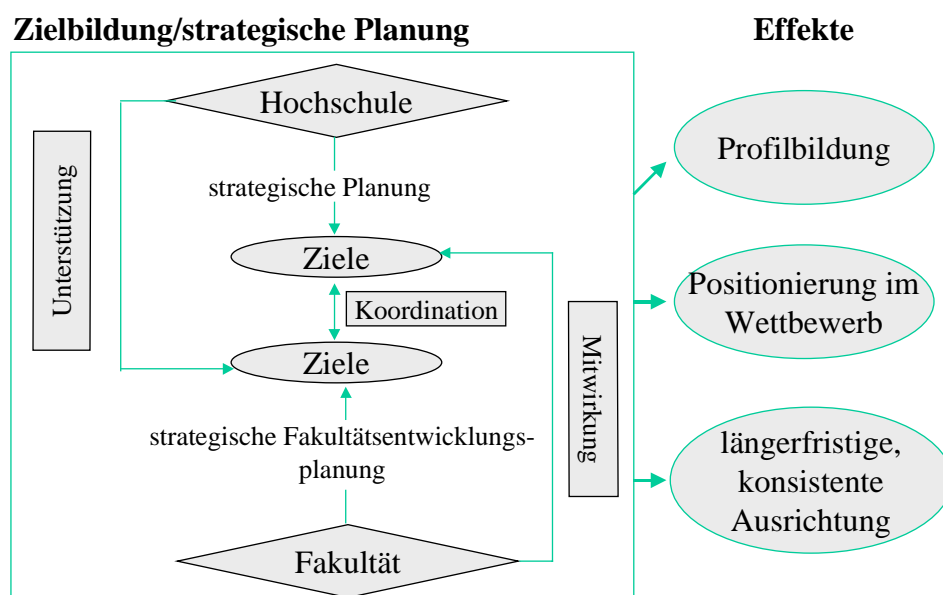 Zielbildung/strategische Planung
Effekte
Hochschule
Unterstützung
strategische Planung
Ziele
Koordination
Ziele
Mitwirkung
strategische Fakultätsentwicklungs-
planung
Fakultät
Profilbildung
Positionierung im
Wettbewerb
längerfristige,
konsistente
Ausrichtung